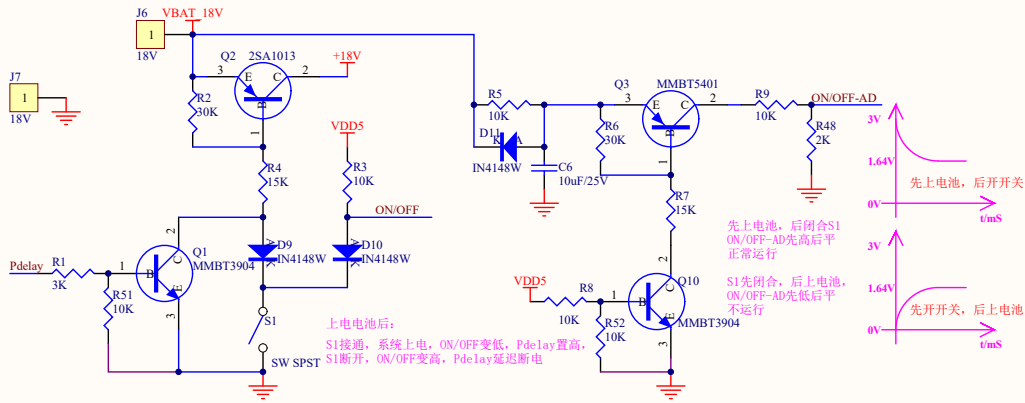 J6
VBAT_18V
1
18V
J7
1
18V
Q2
2SA1013
+18V
3
E
C
2
B
1
R2
30K
R4
15K
VDD5
R3
10K
ON/OFF
Q1
MMBT3904
2
C
B
E
1
3
Pdelay
R1
3K
R51
10K
D9
IN4148W
A
K
D10
IN4148W
A
K
S1
SW SPST
上电电池后:
S1接通,系统上电,ON/OFF变低,Pdelay置高,
S1断开,ON/OFF变高,Pdelay延迟断电
R5
10K
D11
K
A
IN4148W
C6
10uF/25V
Q3
MMBT5401
3
E
C
2
B
1
R6
30K
R7
15K
R9
10K
ON/OFF-AD
R48
2K
VDD5
R8
10K
R52
10K
Q10
MMBT3904
2
C
B
E
1
3
先上电池,后闭合S1
ON/OFF-AD先高后平
正常运行
S1先闭合,后上电池,
ON/OFF-AD先低后平
不运行
3V
1.64V
0V
先上电池,后开开关
t/mS
3V
1.64V
0V
先开开关,后上电池
t/mS